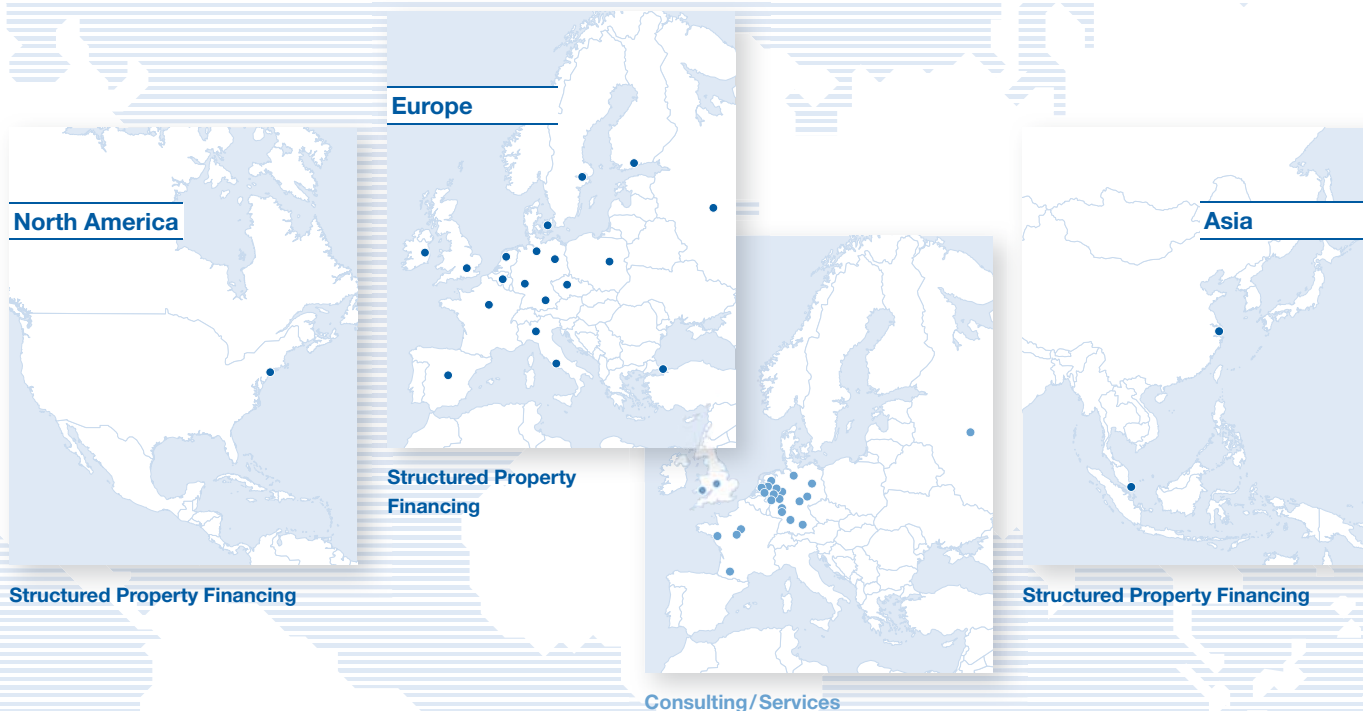 Europe
North America
Asia
Structured Property
Financing
Structured Property Financing
Structured Property Financing
Consulting/Services